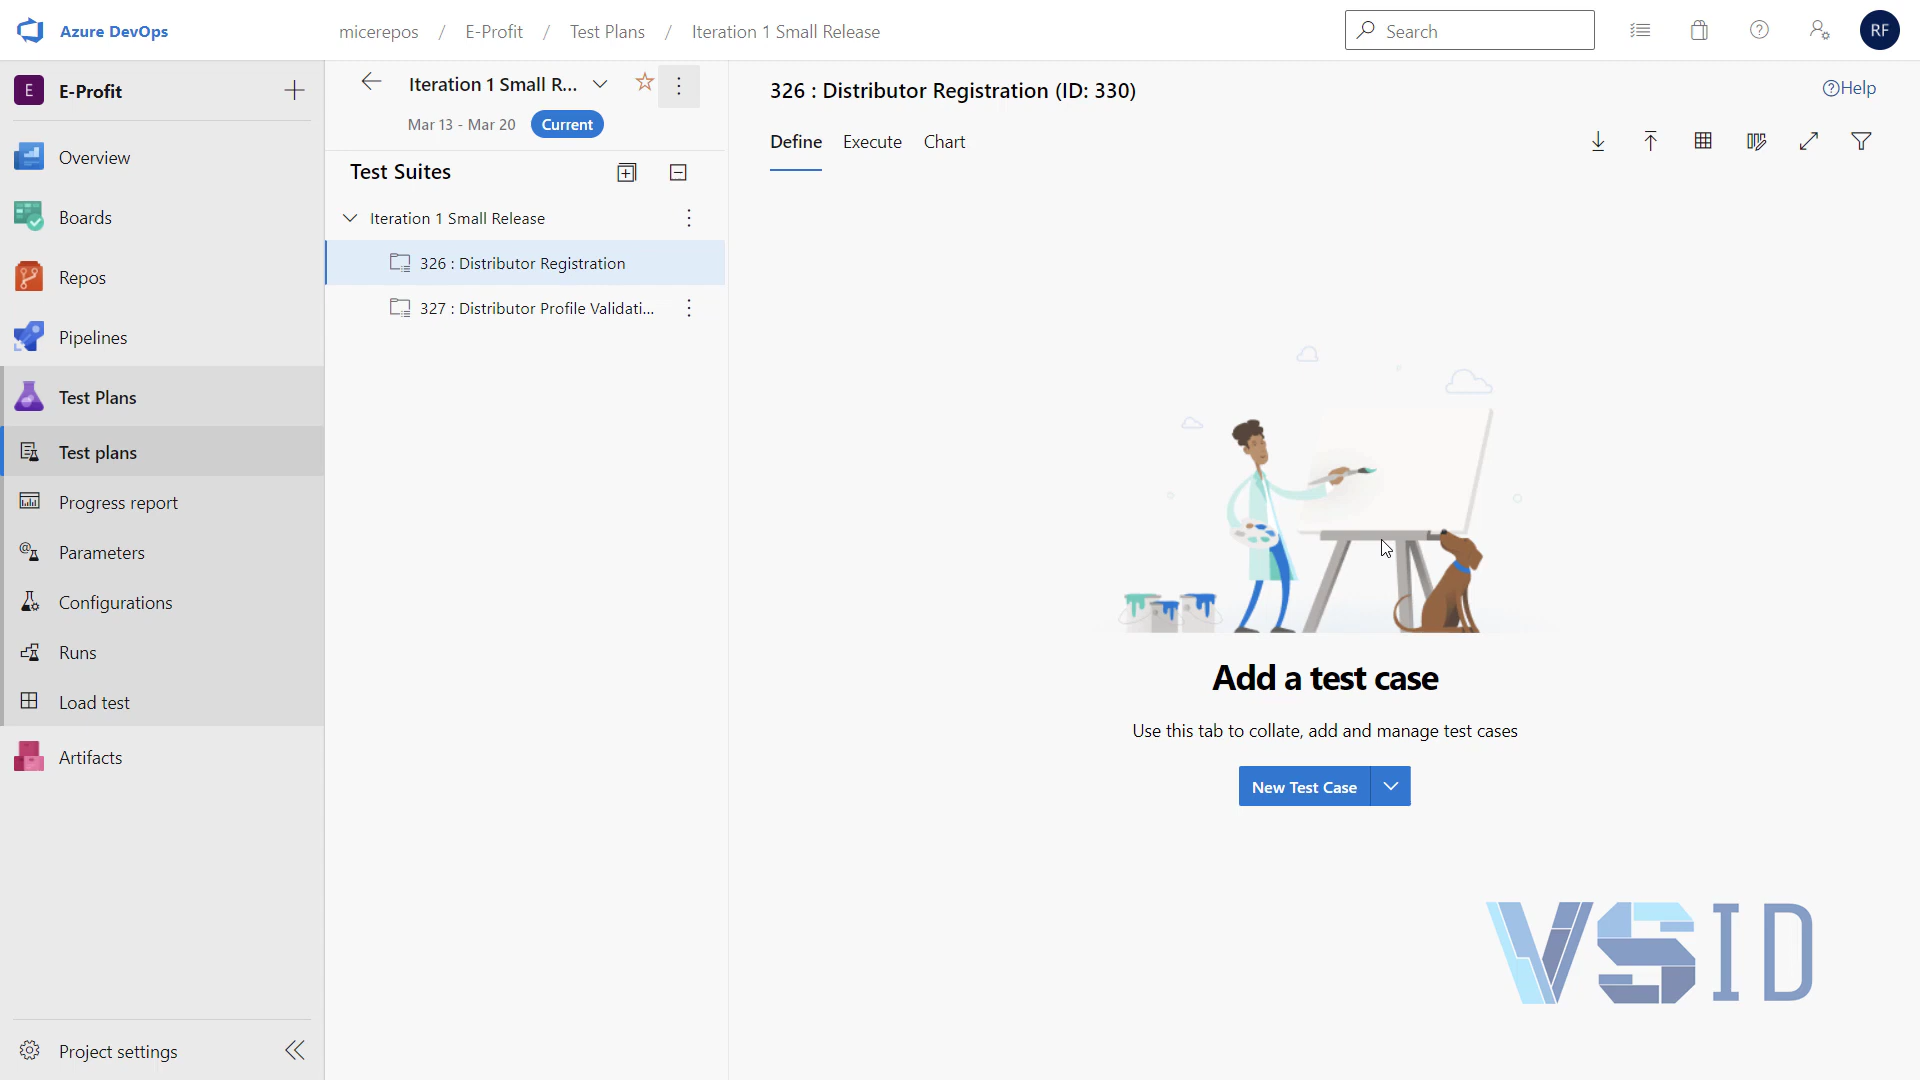 Azure DevOps
micerepos / E-Profit / Test Plans / Iteration 1 Small Release
Search
RF
E E-Profit
Overview
Boards
Repos
Pipelines
Test Plans
Test plans
Progress report
Parameters
Configurations
Runs
Load test
Artifacts
Project settings
Iteration 1 Small R...
Mar 13 - Mar 20 Current
Test Suites
Iteration 1 Small Release
326 : Distributor Registration
327 : Distributor Profile Validati...
326 : Distributor Registration (ID: 330)
Help
Define Execute Chart
Add a test case
Use this tab to collate, add and manage test cases
New Test Case
VSID